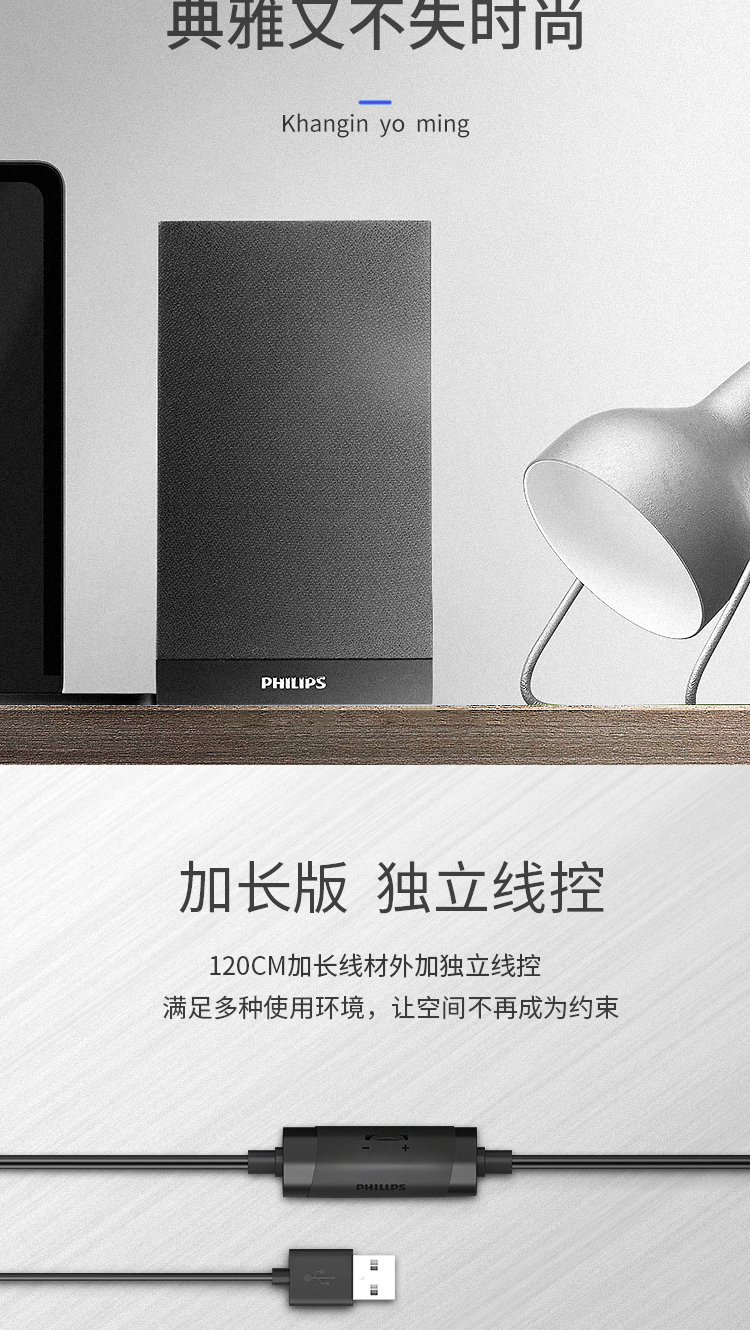 典雅又不失时尚
Khangin yo ming
PHILIPS
加长版 独立线控
120CM加长线材外加独立线控
满足多种使用环境，让空间不再成为约束
- +
PHILIPS